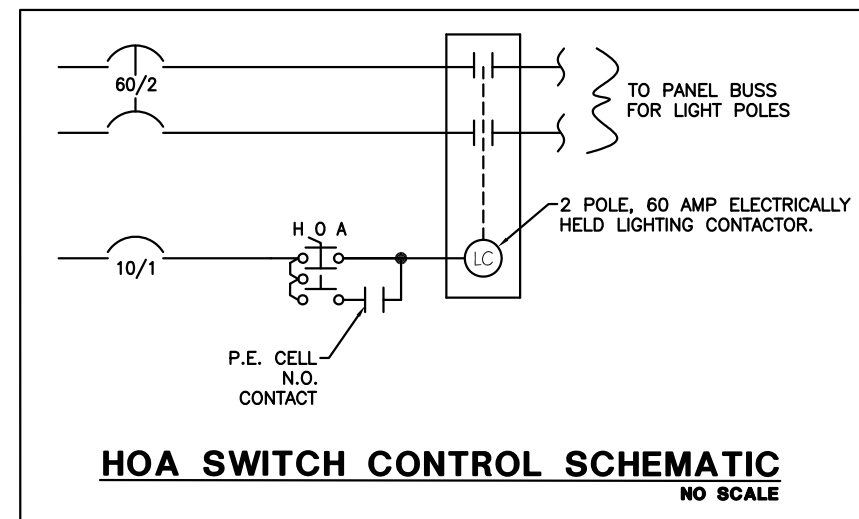 60/2
TO PANEL BUSS
FOR LIGHT POLES
2 POLE, 60 AMP ELECTRICALLY
HELD LIGHTING CONTACTOR.
H O A
10/1
LC
P.E. CELL
N.O.
CONTACT
HOA SWITCH CONTROL SCHEMATIC
NO SCALE